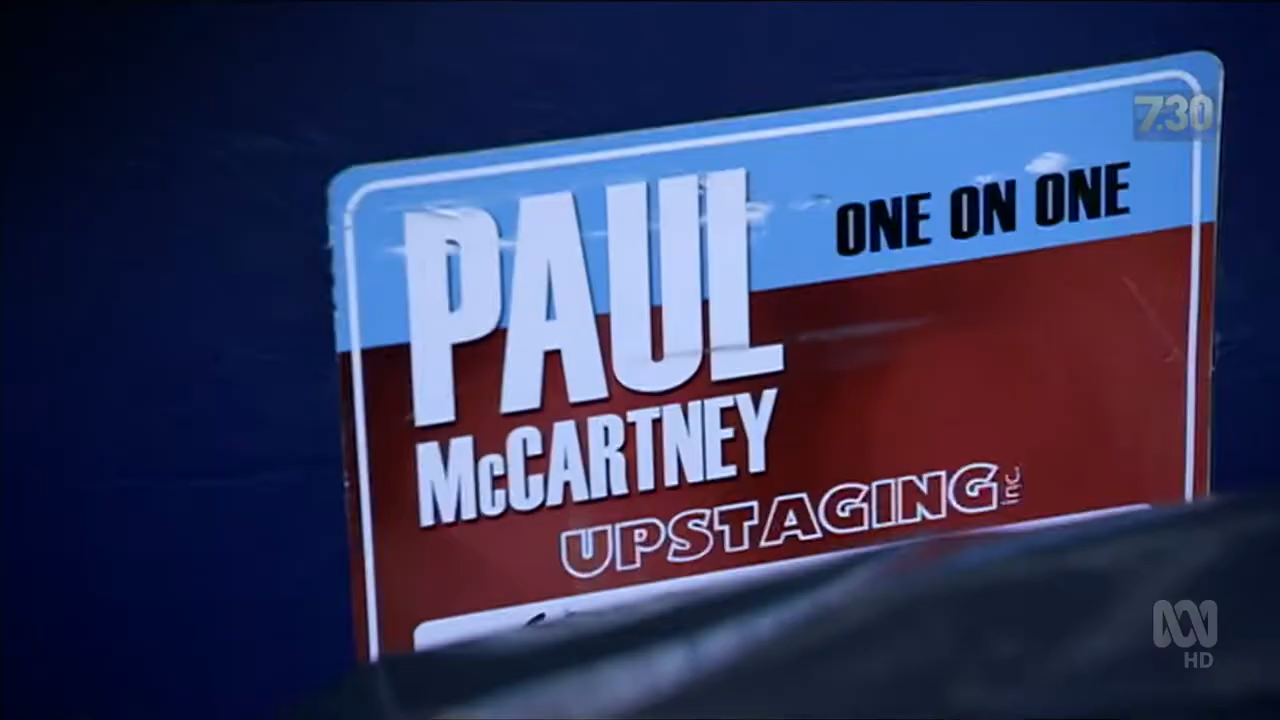 7.30
PAUL
ONE ON ONE
McCARTNEY
UPSTAGING inc.
HD